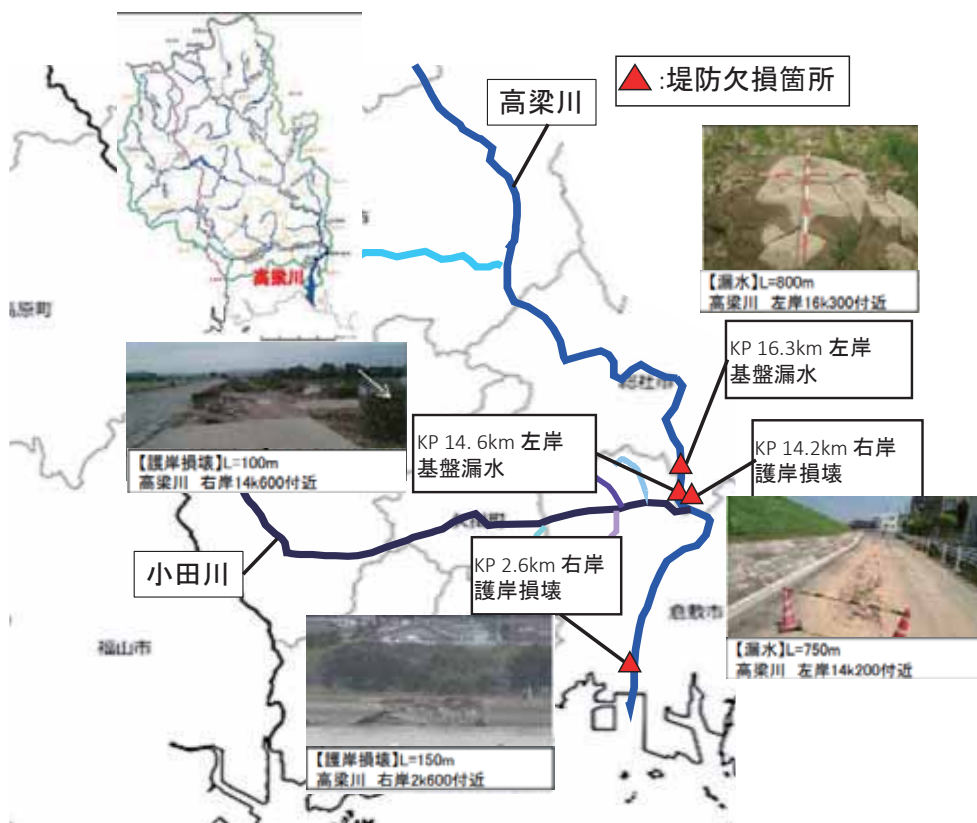 ▲:堤防欠損箇所
高梁川
高梁川
【漏水】L=800m
高梁川 左岸16k300付近
KP 16.3km 左岸
基盤漏水
総社市
【護岸損壊】L=100m
高梁川 右岸14k600付近
KP 14. 6km 左岸
基盤漏水
KP 14.2km 右岸
護岸損壊
矢掛町
小田川
KP 2.6km 右岸
護岸損壊
倉敷市
福山市
【漏水】L=750m
高梁川 左岸14k200付近
【護岸損壊】L=150m
高梁川 右岸2k600付近